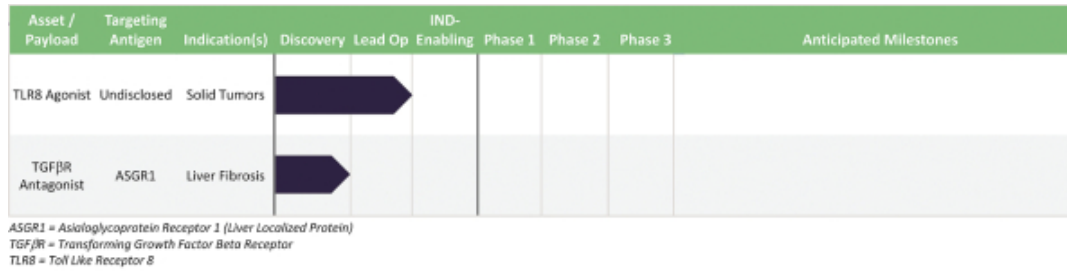 Asset / Payload Targeting Antigen Indication(s) Discovery Lead Op IND-Enabling Phase 1 Phase 2 Phase 3 Anticipated Milestones
TLR8 Agonist Undisclosed Solid Tumors
TGFβR Antagonist ASGR1 Liver Fibrosis
ASGR1 = Asialoglycoprotein Receptor 1 (Liver Localized Protein)
TGFβR = Transforming Growth Factor Beta Receptor
TLR8 = Toll Like Receptor 8